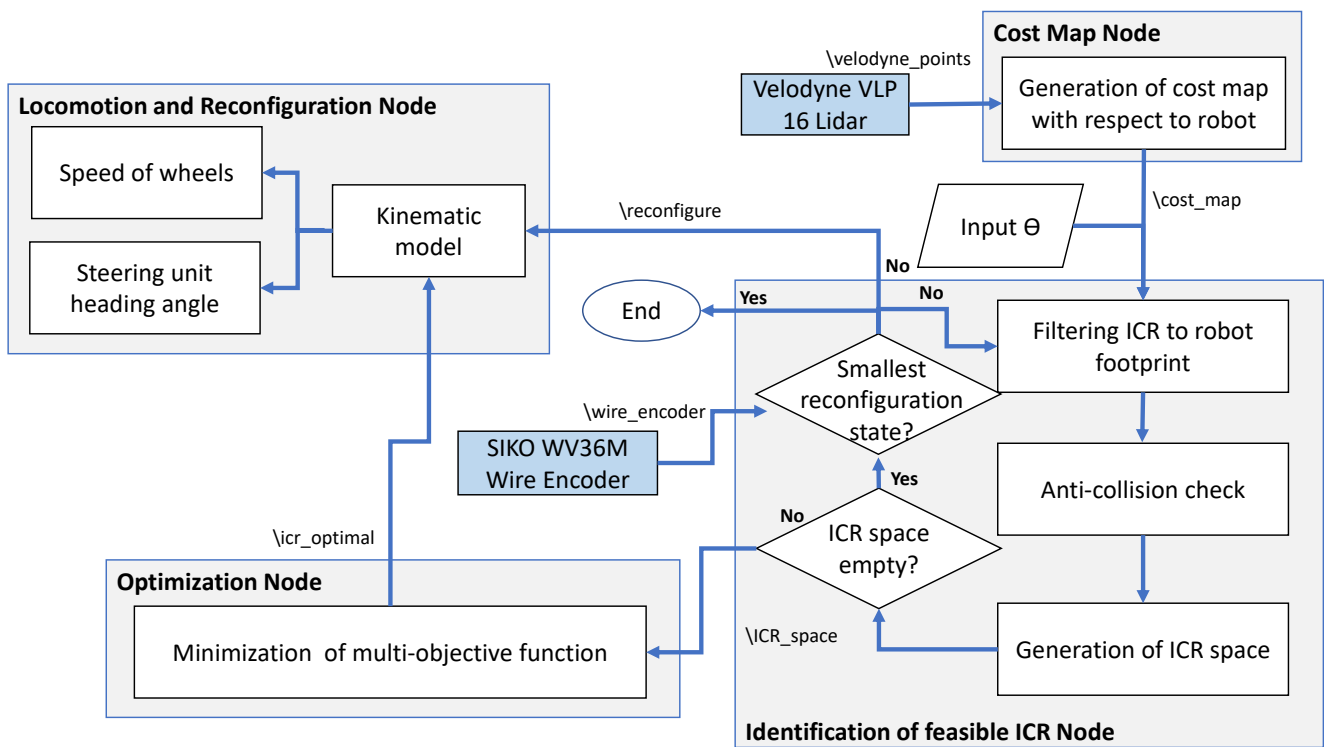 Cost Map Node
\velodyne_points
Velodyne VLP
16 Lidar
Generation of cost map
with respect to robot
Locomotion and Reconfiguration Node
Speed of wheels
Kinematic
model
Steering unit
heading angle
\reconfigure
\cost_map
Input Θ
No
No
Yes
End
Filtering ICR to robot
footprint
Smallest
reconfiguration
state?
\wire_encoder
SIKO WV36M
Wire Encoder
Yes
Anti-collision check
No
ICR space
empty?
\icr_optimal
Optimization Node
Minimization of multi-objective function
\ICR_space
Generation of ICR space
Identification of feasible ICR Node